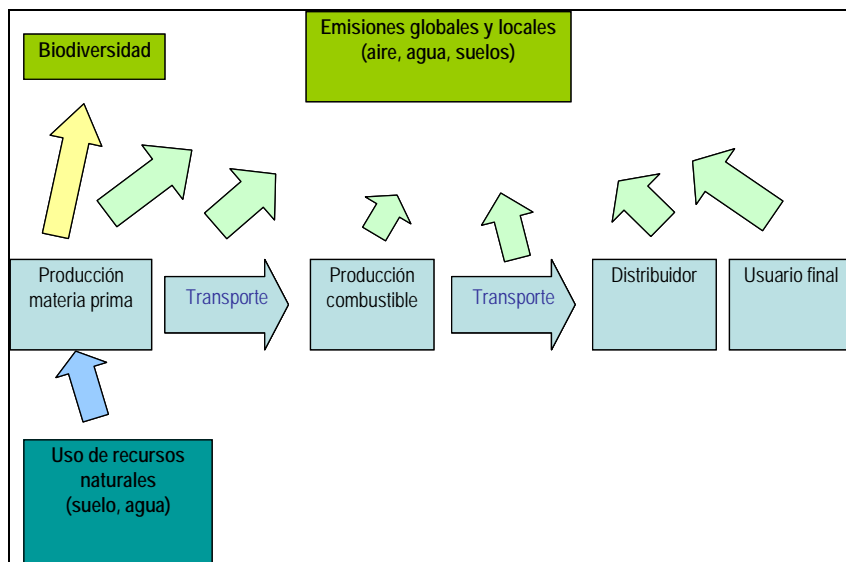 Biodiversidad
Emisiones globales y locales
(aire, agua, suelos)
Producción
materia prima
Transporte
Producción
combustible
Transporte
Distribuidor
Usuario final
Uso de recursos
naturales
(suelo, agua)